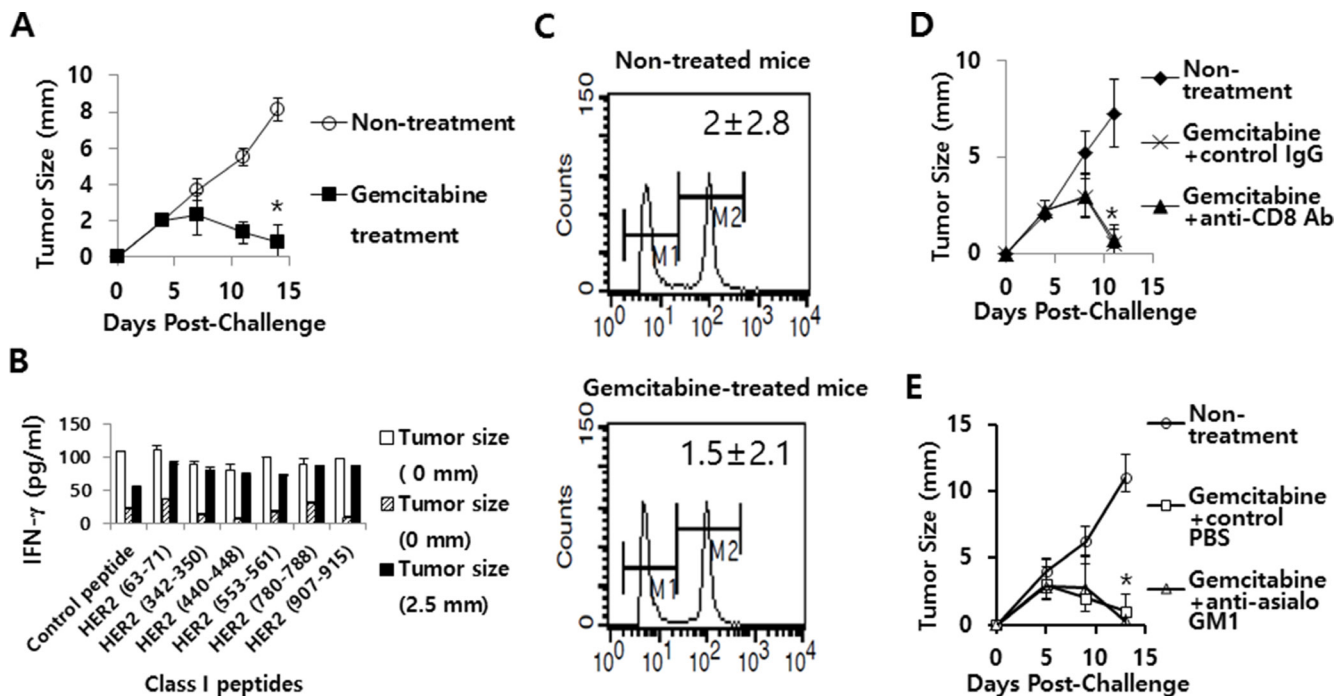 A
Tumor Size (mm)
10
8
6
4
2
0
0 5 10 15
Days Post-Challenge
Non-treatment
Gemcitabine
treatment
*
B
IFN-γ (pg/ml)
150
100
50
0
Control peptide
HER2 (63-71)
HER2 (342-350)
HER2 (440-448)
HER2 (553-561)
HER2 (780-788)
HER2 (907-915)
Class I peptides
Tumor size
( 0 mm)
Tumor size
(0 mm)
Tumor size
(2.5 mm)
C
Non-treated mice
150
Counts
0
2±2.8
M1
M2
10⁰ 10¹ 10² 10³ 10⁴
Gemcitabine-treated mice
150
Counts
0
1.5±2.1
M1
M2
10⁰ 10¹ 10² 10³ 10⁴
D
Tumor Size (mm)
10
5
0
0 5 10 15
Days Post-Challenge
*
Non-
treatment
Gemcitabine
+control IgG
Gemcitabine
+anti-CD8 Ab
E
Tumor Size (mm)
15
10
5
0
0 5 10 15
Days Post-Challenge
*
Non-
treatment
Gemcitabine
+control
PBS
Gemcitabine
+anti-asialo
GM1